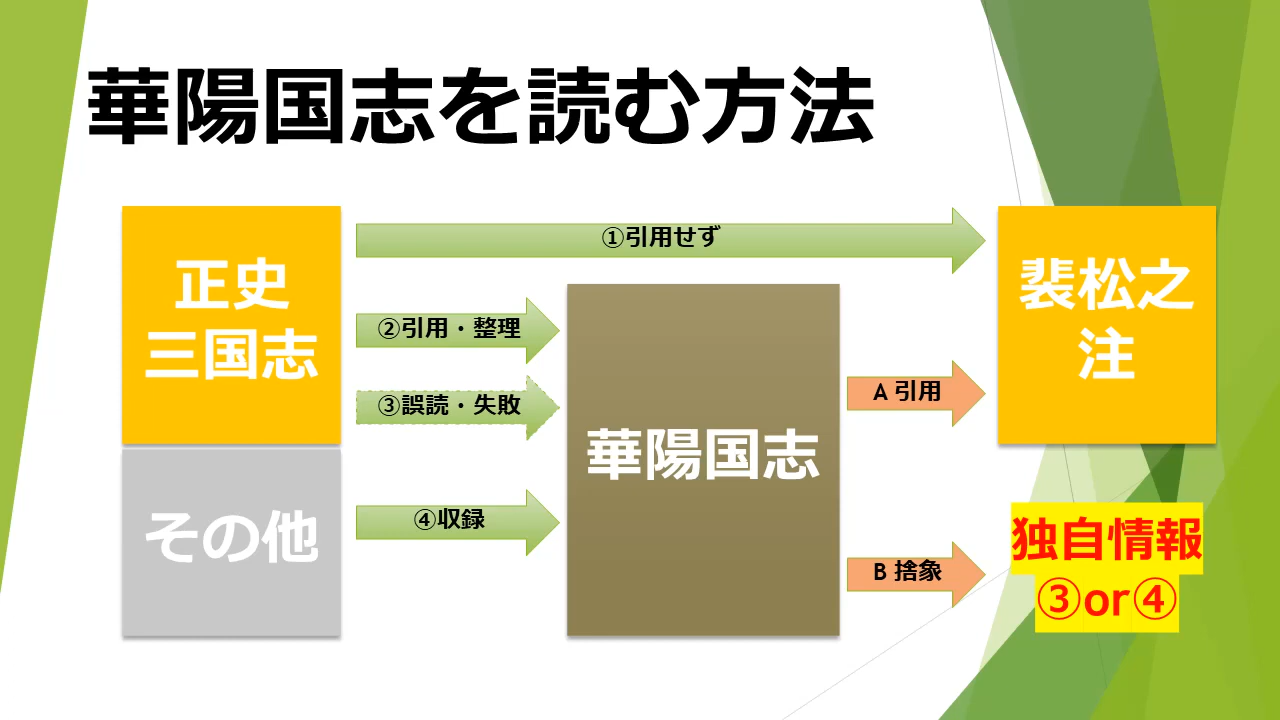 華陽国志を読む方法
正史
三国志
その他
①引用せず
②引用・整理
③誤読・失敗
④収録
華陽国志
A 引用
B 捨象
裴松之
注
独自情報
③or④